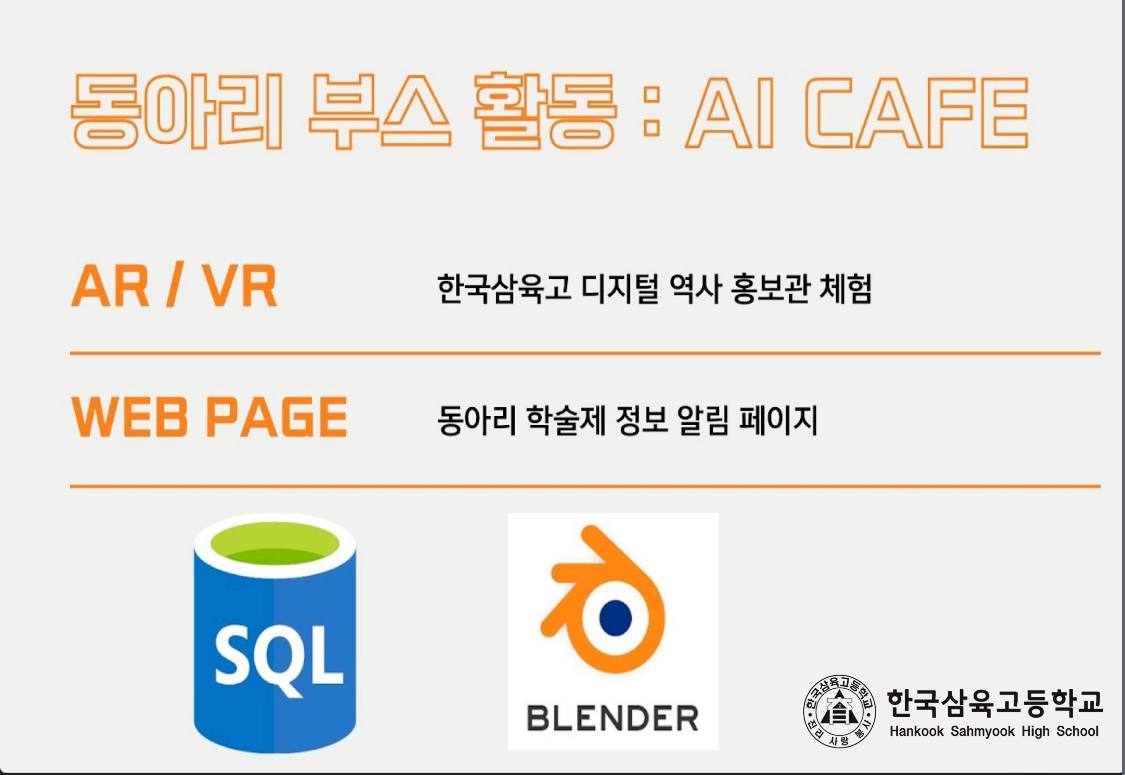 동아리 부스 활동 : AI CAFE
AR / VR
한국삼육고 디지털 역사 홍보관 체험
WEB PAGE
동아리 학술제 정보 알림 페이지
SQL
BLENDER
한국삼육고등학교
진리 사랑 봉사
한국삼육고등학교
Hankook Sahmyook High School